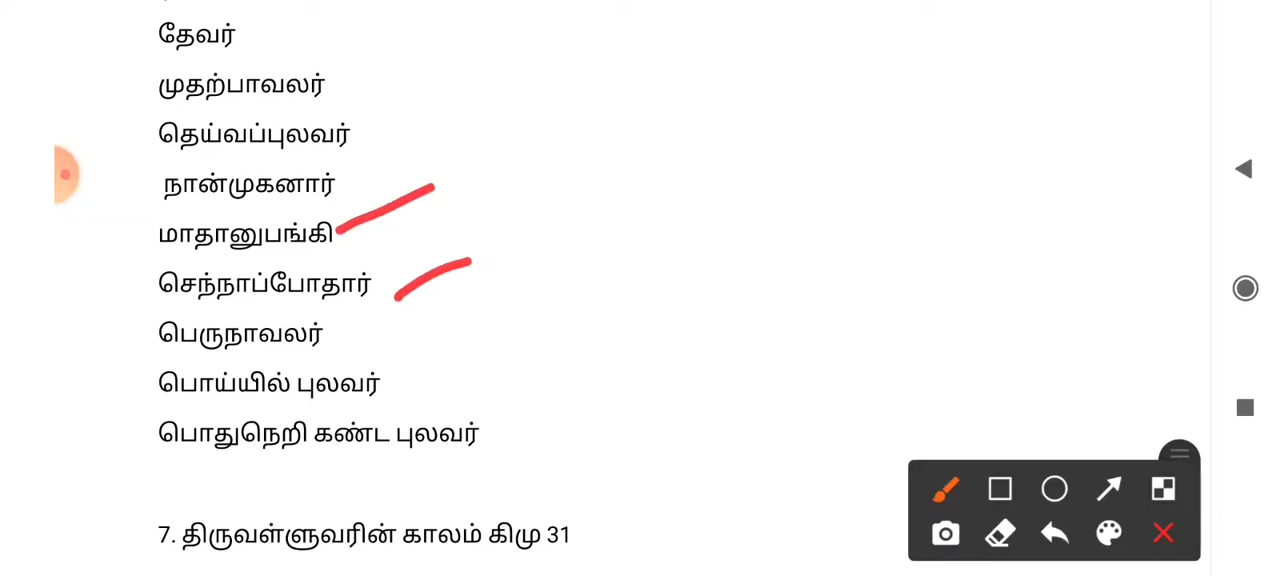 தேவர்
முதற்பாவலர்
தெய்வப்புலவர்
நான்முகனார்
மாதானுபங்கி
செந்நாப்போதார்
பெருநாவலர்
பொய்யில் புலவர்
பொதுநெறி கண்ட புலவர்
7. திருவள்ளுவரின் காலம் கிமு 31